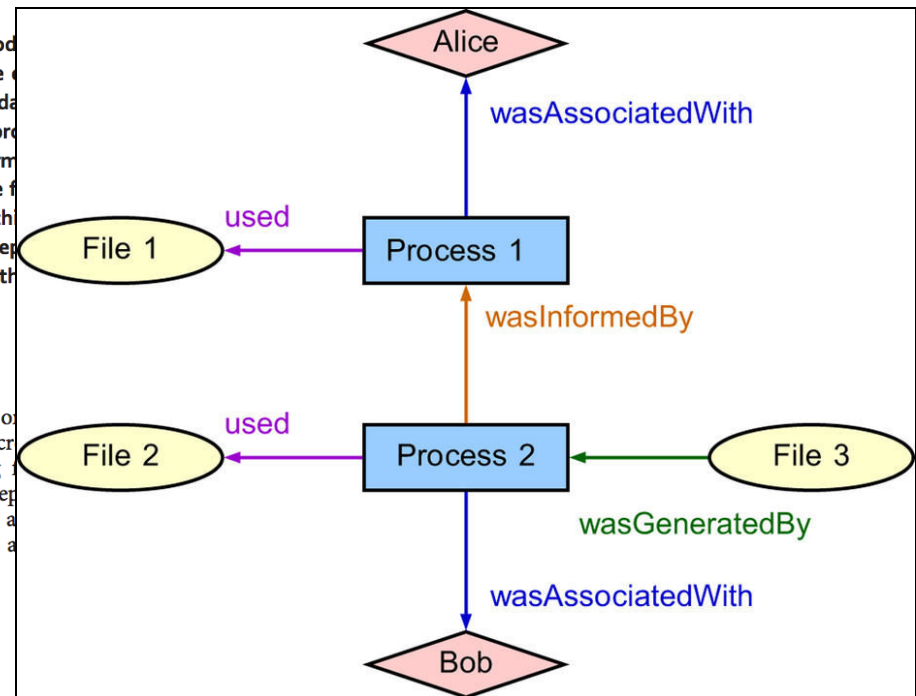 Alice
wasAssociatedWith
used
File 1
Process 1
wasInformedBy
used
File 2
Process 2
File 3
wasGeneratedBy
wasAssociatedWith
Bob